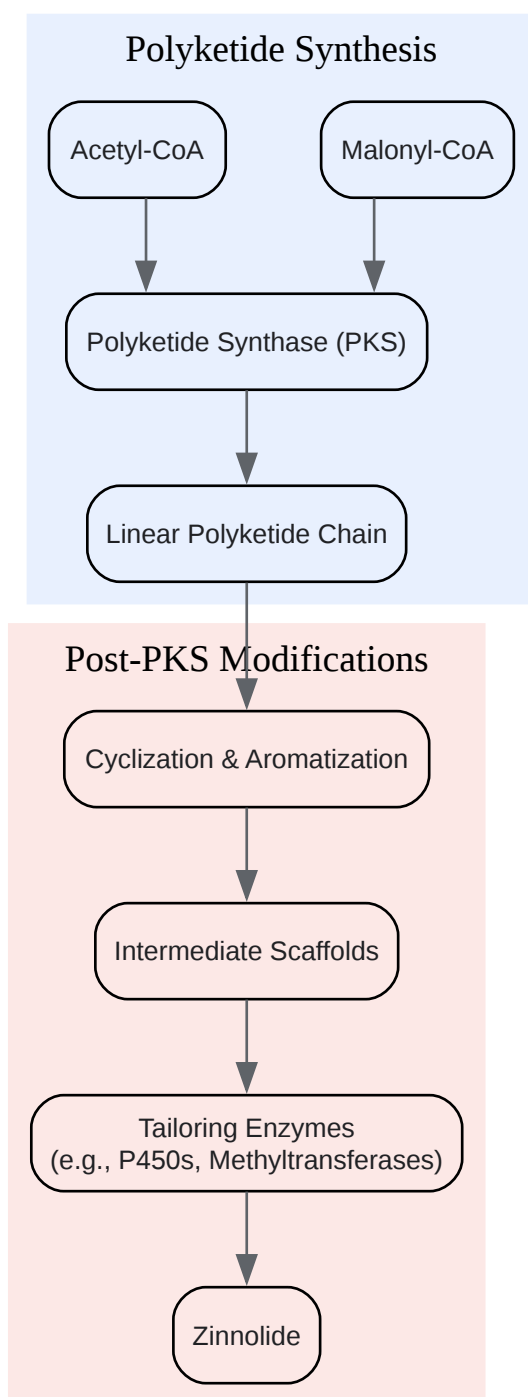 Polyketide Synthesis
Acetyl-CoA
Malonyl-CoA
Polyketide Synthase (PKS)
Linear Polyketide Chain
Post-PKS Modifications
Cyclization & Aromatization
Intermediate Scaffolds
Tailoring Enzymes
(e.g., P450s, Methyltransferases)
Zinnolide